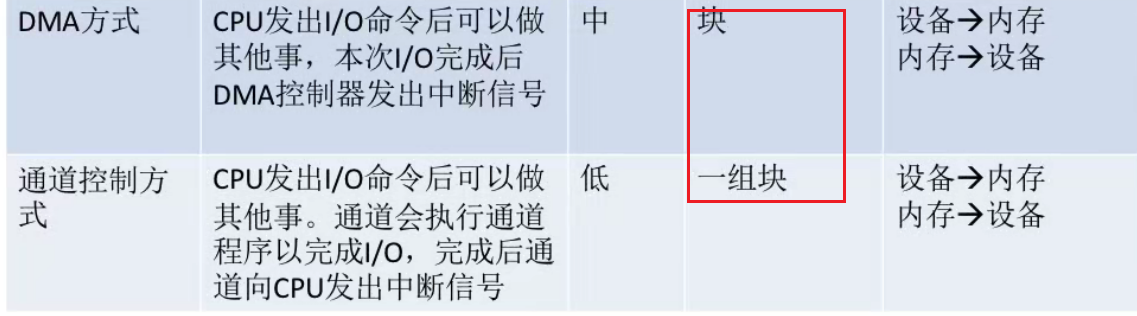 DMA方式
CPU发出I/O命令后可以做
其他事，本次I/O完成后
DMA控制器发出中断信号
中
块
设备→内存
内存→设备
通道控制方
式
CPU发出I/O命令后可以做
其他事。通道会执行通道
程序以完成I/O，完成后通
道向CPU发出中断信号
低
一组块
设备→内存
内存→设备